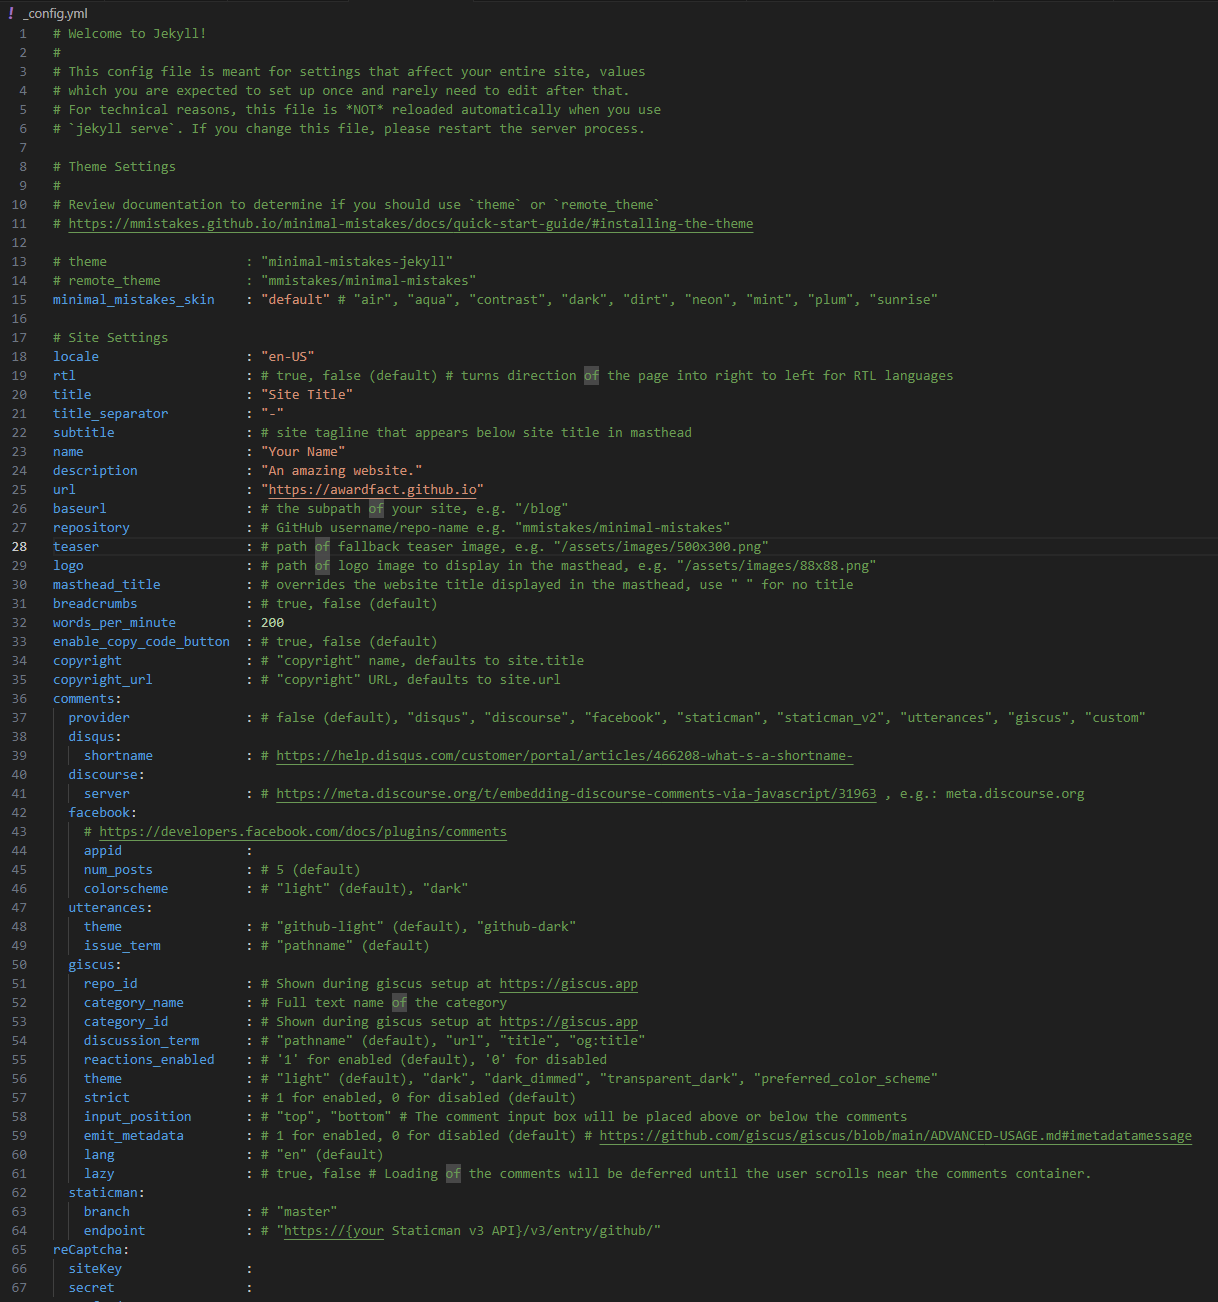 ! _config.yml
1 # Welcome to Jekyll!
2 #
3 # This config file is meant for settings that affect your entire site, values
4 # which you are expected to set up once and rarely need to edit after that.
5 # For technical reasons, this file is *NOT* reloaded automatically when you use
6 # `jekyll serve`. If you change this file, please restart the server process.
7
8 # Theme Settings
9 #
10 # Review documentation to determine if you should use `theme` or `remote_theme`
11 # https://mmistakes.github.io/minimal-mistakes/docs/quick-start-guide/#installing-the-theme
12
13 # theme : "minimal-mistakes-jekyll"
14 # remote_theme : "mmistakes/minimal-mistakes"
15 minimal_mistakes_skin : "default" # "air", "aqua", "contrast", "dark", "dirt", "neon", "mint", "plum", "sunrise"
16
17 # Site Settings
18 locale : "en-US"
19 rtl : # true, false (default) # turns direction of the page into right to left for RTL languages
20 title : "Site Title"
21 title_separator : "-"
22 subtitle : # site tagline that appears below site title in masthead
23 name : "Your Name"
24 description : "An amazing website."
25 url : "https://awardfact.github.io"
26 baseurl : # the subpath of your site, e.g. "/blog"
27 repository : # GitHub username/repo-name e.g. "mmistakes/minimal-mistakes"
28 teaser : # path of fallback teaser image, e.g. "/assets/images/500x300.png"
29 logo : # path of logo image to display in the masthead, e.g. "/assets/images/88x88.png"
30 masthead_title : # overrides the website title displayed in the masthead, use " " for no title
31 breadcrumbs : # true, false (default)
32 words_per_minute : 200
33 enable_copy_code_button : # true, false (default)
34 copyright : # "copyright" name, defaults to site.title
35 copyright_url : # "copyright" URL, defaults to site.url
36 comments:
37 provider : # false (default), "disqus", "discourse", "facebook", "staticman", "staticman_v2", "utterances", "giscus", "custom"
38 disqus:
39 shortname : # https://help.disqus.com/customer/portal/articles/466208-what-s-a-shortname-
40 discourse:
41 server : # https://meta.discourse.org/t/embedding-discourse-comments-via-javascript/31963 , e.g.: meta.discourse.org
42 facebook:
43 # https://developers.facebook.com/docs/plugins/comments
44 appid :
45 num_posts : # 5 (default)
46 colorscheme : # "light" (default), "dark"
47 utterances:
48 theme : # "github-light" (default), "github-dark"
49 issue_term : # "pathname" (default)
50 giscus:
51 repo_id : # Shown during giscus setup at https://giscus.app
52 category_name : # Full text name of the category
53 category_id : # Shown during giscus setup at https://giscus.app
54 discussion_term : # "pathname" (default), "url", "title", "og:title"
55 reactions_enabled : # '1' for enabled (default), '0' for disabled
56 theme : # "light" (default), "dark", "dark_dimmed", "transparent_dark", "preferred_color_scheme"
57 strict : # 1 for enabled, 0 for disabled (default)
58 input_position : # "top", "bottom" # The comment input box will be placed above or below the comments
59 emit_metadata : # 1 for enabled, 0 for disabled (default) # https://github.com/giscus/giscus/blob/main/ADVANCED-USAGE.md#imetadatamessage
60 lang : # "en" (default)
61 lazy : # true, false # Loading of the comments will be deferred until the user scrolls near the comments container.
62 staticman:
63 branch : # "master"
64 endpoint : # "https://{your Staticman v3 API}/v3/entry/github/"
65 reCaptcha:
66 siteKey :
67 secret :